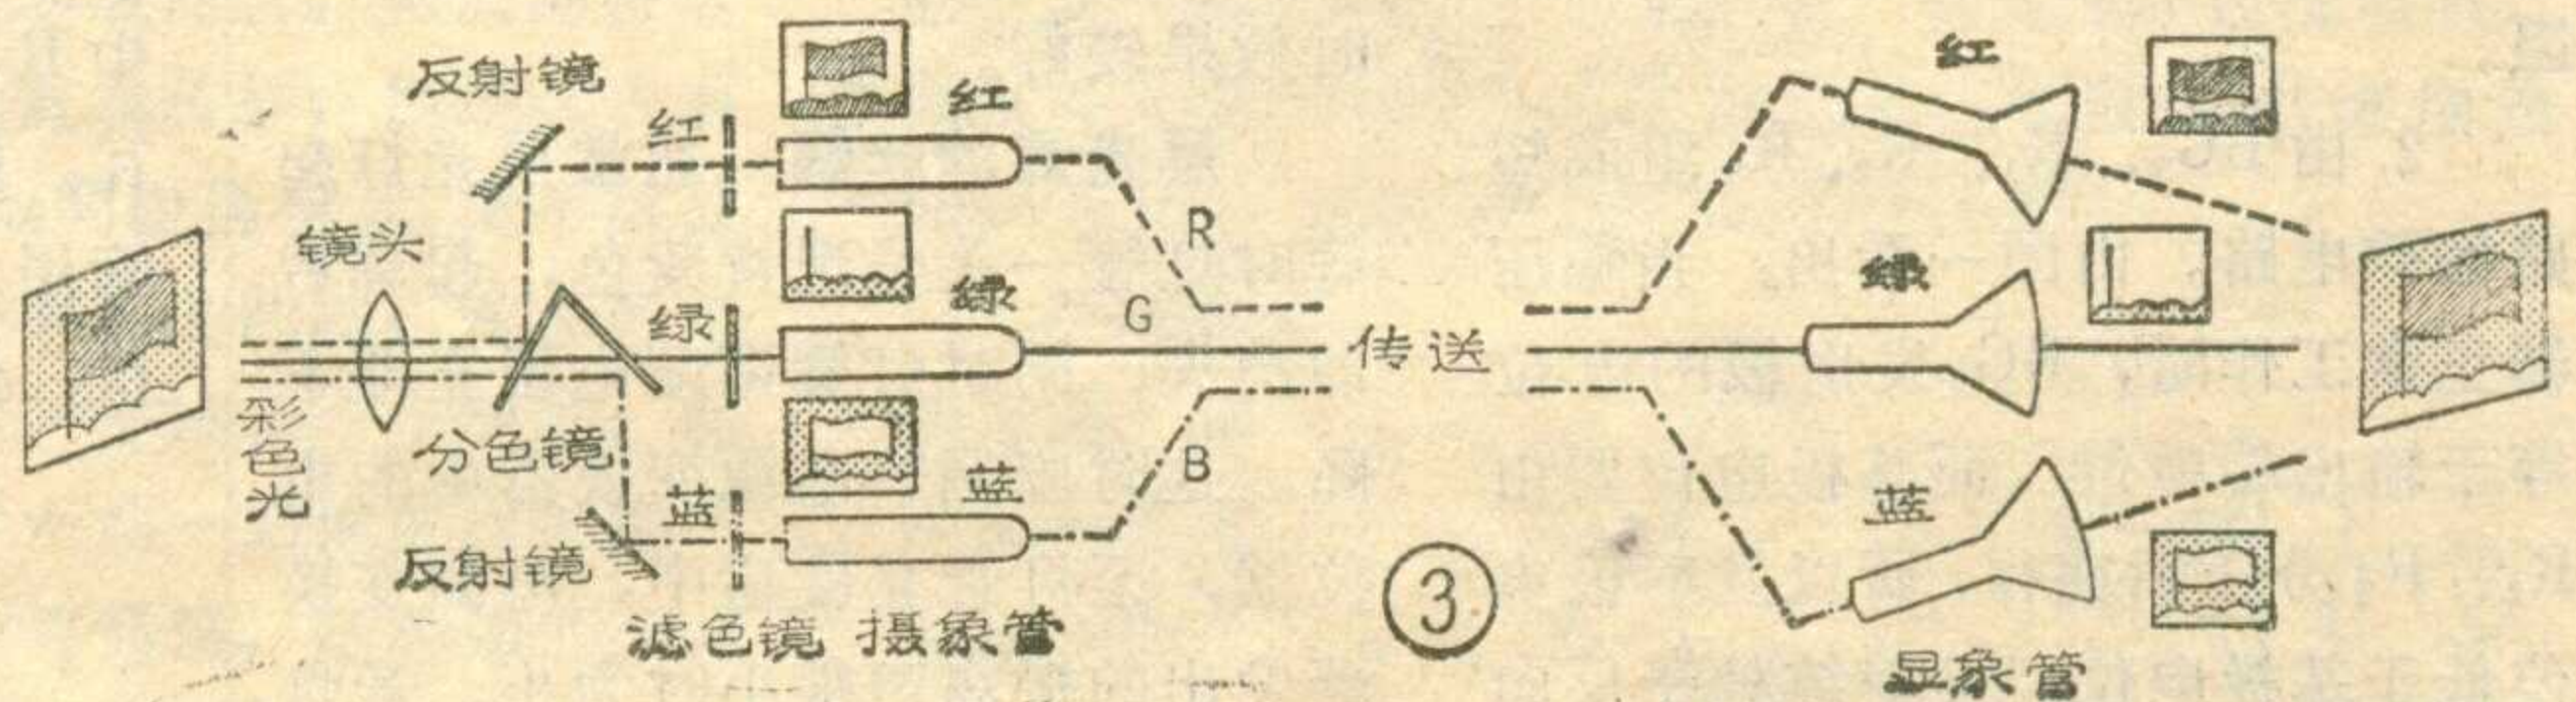 反射镜
红
红
红
镜头
R
绿
绿
G
绿
传送
彩色光
分色镜
蓝
蓝
B
蓝
反射镜
滤色镜 摄象管
③
显象管